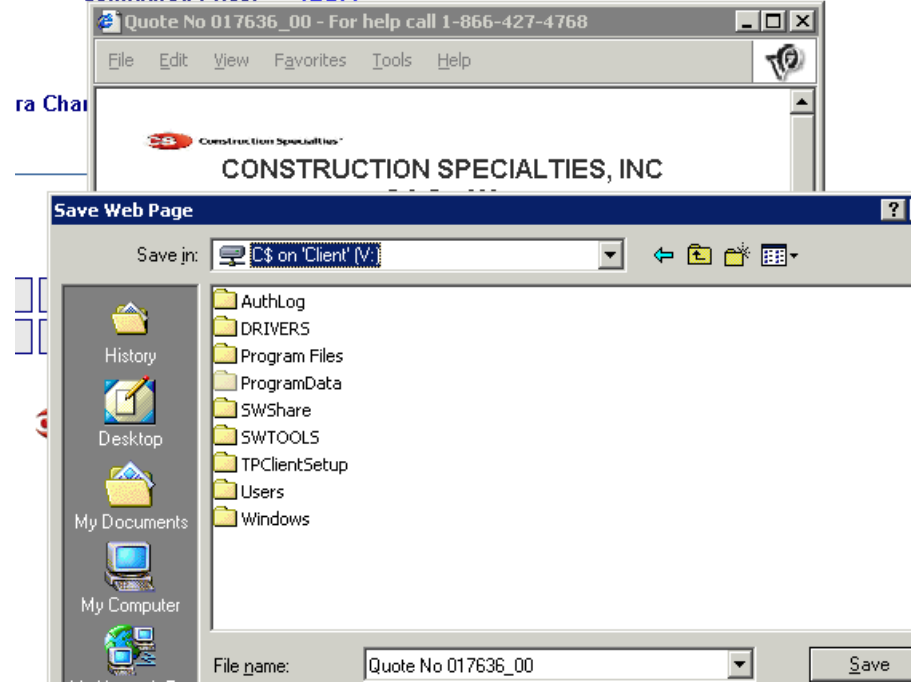 Quote No 017636_00 - For help call 1-866-427-4768
File Edit View Favorites Tools Help
ra Char
CS Construction Specialties
CONSTRUCTION SPECIALTIES, INC
Save Web Page
Save in: C$ on 'Client' (V:)
AuthLog
DRIVERS
Program Files
ProgramData
SWShare
SWTOOLS
TPClientSetup
Users
Windows
History
Desktop
My Documents
My Computer
File name: Quote No 017636_00 Save